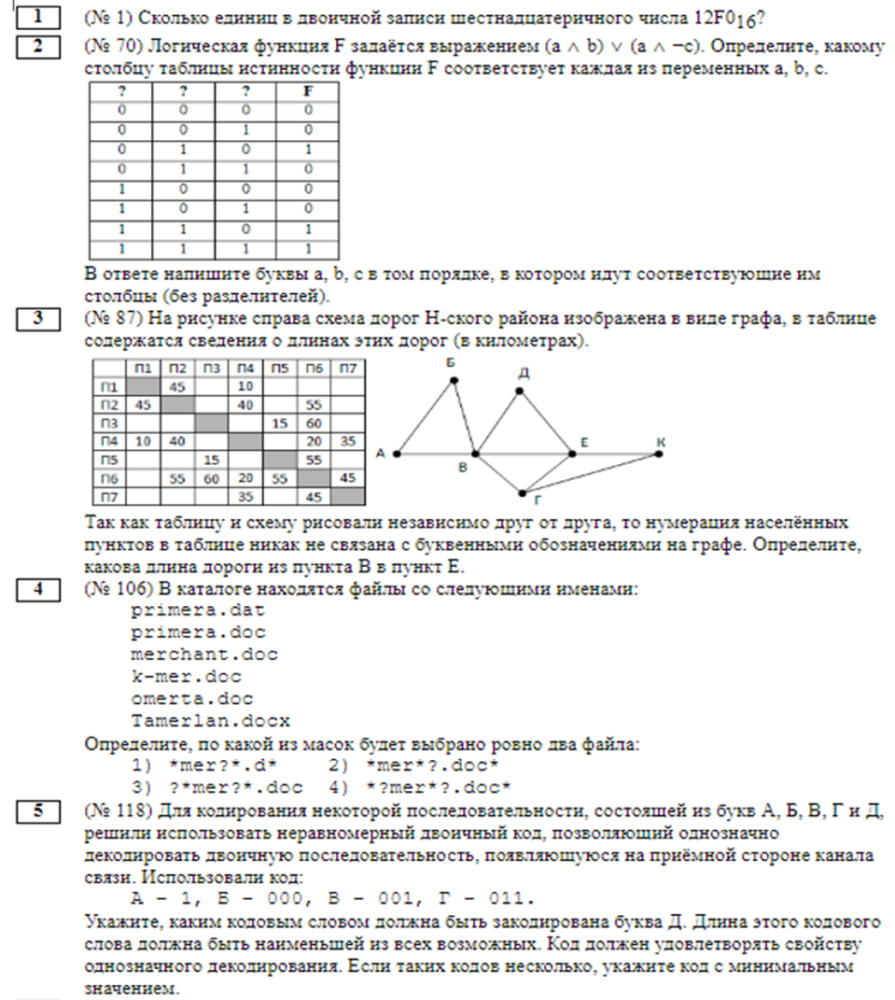 1 (№ 1) Сколько единиц в двоичной записи шестнадцатеричного числа 12F0₁₆?
2 (№ 70) Логическая функция F задаётся выражением (a ∧ b) ∨ (a ∧ ¬c). Определите, какому
столбцу таблицы истинности функции F соответствует каждая из переменных a, b, c.
? ? ? F
0 0 0 0
0 0 1 0
0 1 0 1
0 1 1 0
1 0 0 0
1 0 1 0
1 1 0 1
1 1 1 1
В ответе напишите буквы a, b, c в том порядке, в котором идут соответствующие им
столбцы (без разделителей).
3 (№ 87) На рисунке справа схема дорог Н-ского района изображена в виде графа, в таблице
содержатся сведения о длинах этих дорог (в километрах).
П1 П2 П3 П4 П5 П6 П7
П1 45 10
П2 45 40 55
П3 15 60
П4 10 40 20 35
П5 15 55
П6 55 60 20 55 45
П7 35 45
Б
Д
А
В
Е
К
Г
Так как таблицу и схему рисовали независимо друг от друга, то нумерация населённых
пунктов в таблице никак не связана с буквенными обозначениями на графе. Определите,
какова длина дороги из пункта В в пункт Е.
4 (№ 106) В каталоге находятся файлы со следующими именами:
primera.dat
primera.doc
merchant.doc
k-mer.doc
omerta.doc
Tamerlan.docx
Определите, по какой из масок будет выбрано ровно два файла:
1) *mer?*.d* 2) *mer*?.doc*
3) ?*mer?*.doc 4) *?mer*?.doc*
5 (№ 118) Для кодирования некоторой последовательности, состоящей из букв А, Б, В, Г и Д,
решили использовать неравномерный двоичный код, позволяющий однозначно
декодировать двоичную последовательность, появляющуюся на приёмной стороне канала
связи. Использовали код:
А – 1, Б – 000, В – 001, Г – 011.
Укажите, каким кодовым словом должна быть закодирована буква Д. Длина этого кодового
слова должна быть наименьшей из всех возможных. Код должен удовлетворять свойству
однозначного декодирования. Если таких кодов несколько, укажите код с минимальным
значением.